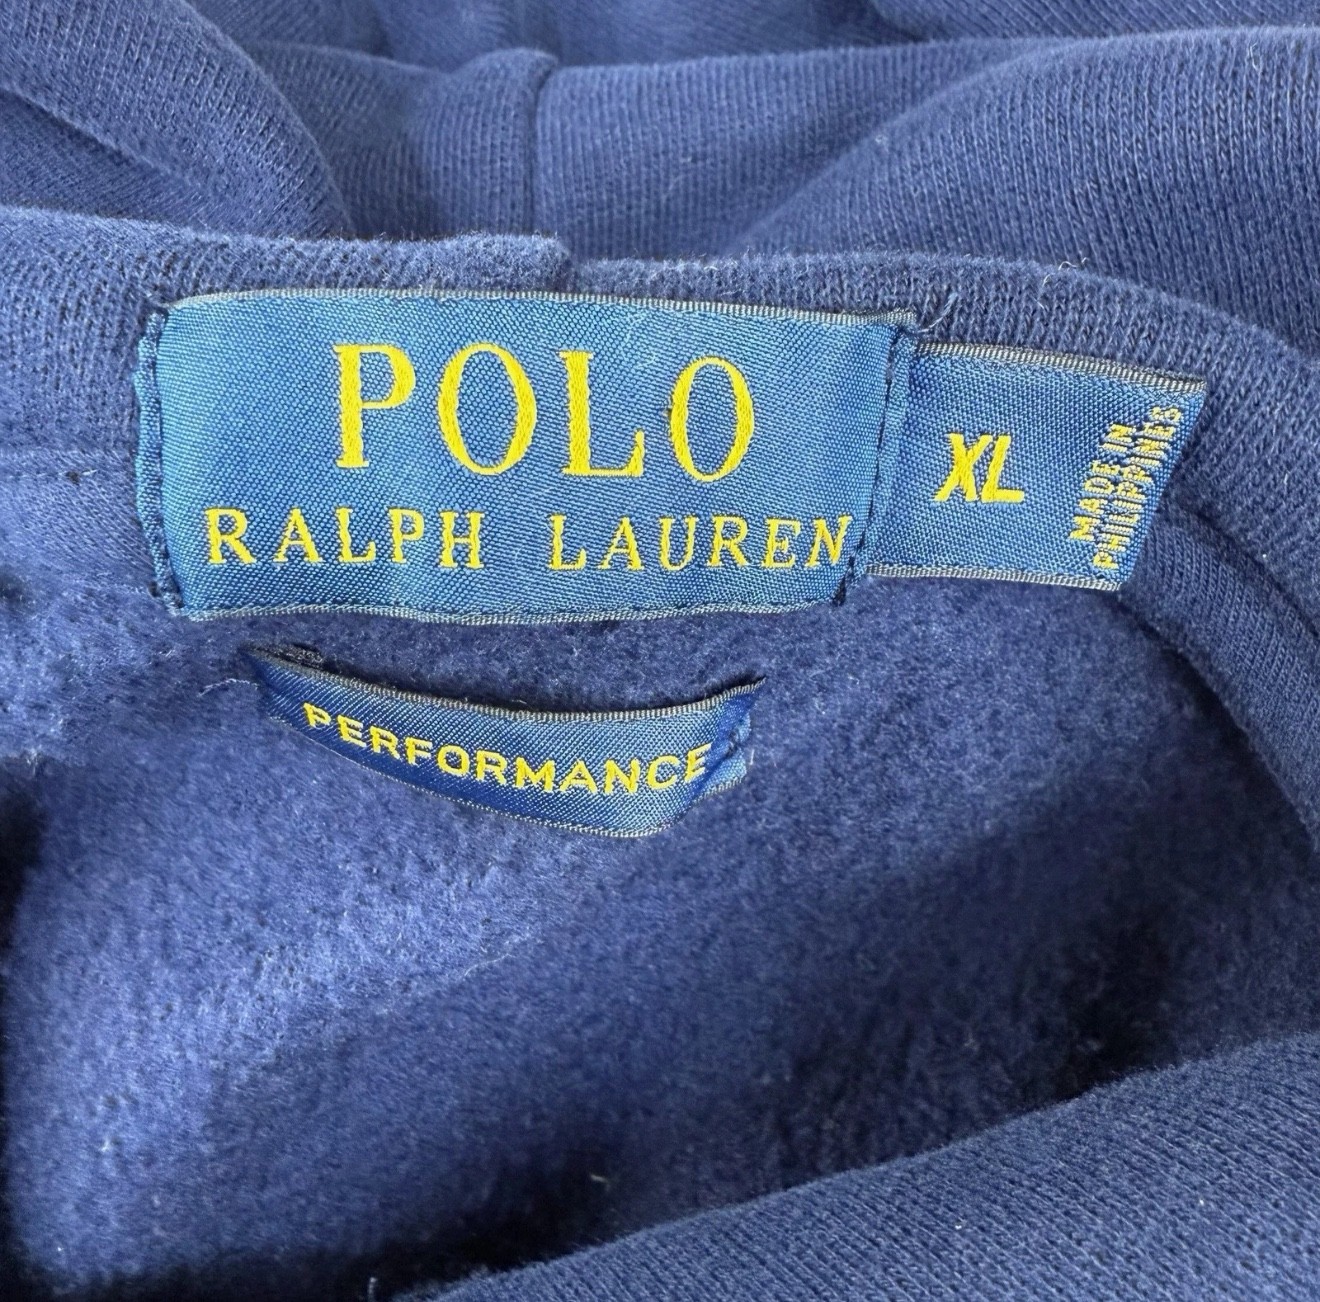 POLO
RALPH LAUREN
XL
MADE IN
PHILIPPINES
PERFORMANCE